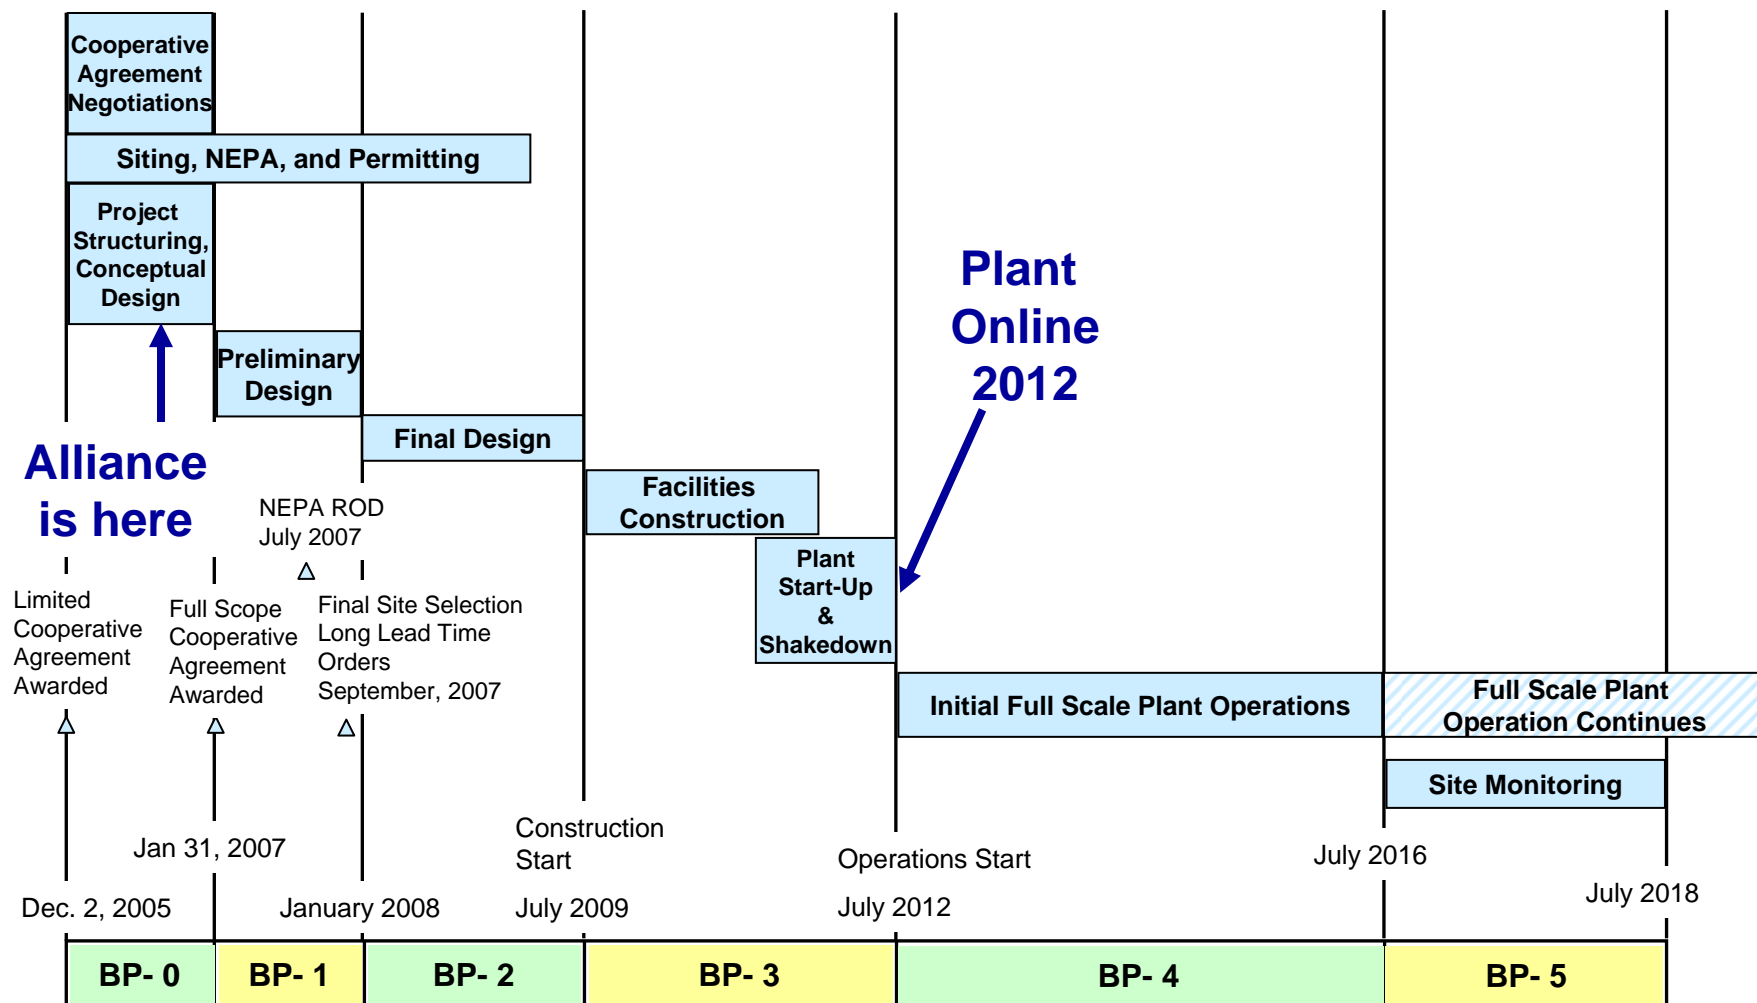 Cooperative
Agreement
Negotiations
Siting, NEPA, and Permitting
Project
Structuring,
Conceptual
Design
Plant
Online
2012
Preliminary
Design
Final Design
Alliance
is here
Facilities
Construction
NEPA ROD
July 2007
Plant
Start-Up
&
Shakedown
Limited
Cooperative
Agreement
Awarded
Full Scope
Cooperative
Agreement
Awarded
Final Site Selection
Long Lead Time
Orders
September, 2007
Initial Full Scale Plant Operations
Full Scale Plant
Operation Continues
Site Monitoring
Construction
Start
Jan 31, 2007
Operations Start
July 2016
Dec. 2, 2005
January 2008
July 2009
July 2012
July 2018
BP- 0
BP- 1
BP- 2
BP- 3
BP- 4
BP- 5